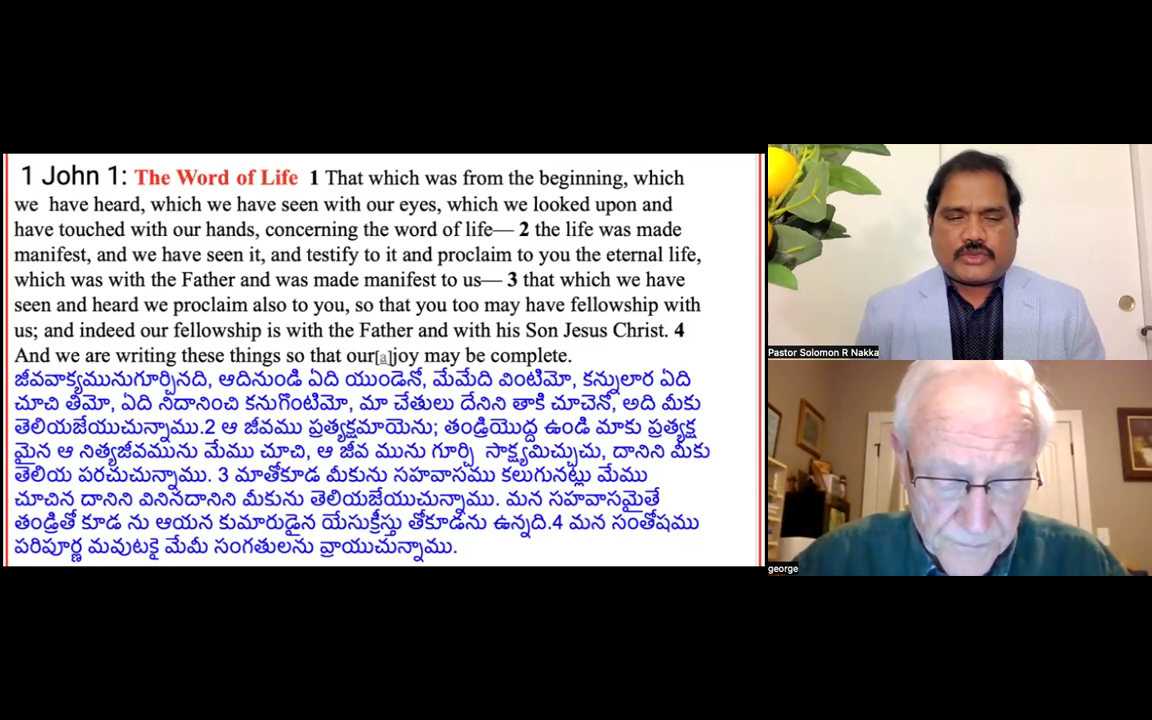 1 John 1: The Word of Life 1 That which was from the beginning, which
we have heard, which we have seen with our eyes, which we looked upon and
have touched with our hands, concerning the word of life— 2 the life was made
manifest, and we have seen it, and testify to it and proclaim to you the eternal life,
which was with the Father and was made manifest to us— 3 that which we have
seen and heard we proclaim also to you, so that you too may have fellowship with
us; and indeed our fellowship is with the Father and with his Son Jesus Christ. 4
And we are writing these things so that our[a]joy may be complete.
జీవవాక్యమునుగూర్చినది, ఆదినుండి ఏది యుండెనో, మేమేది వింటిమో, కన్నులార ఏది
చూచి తిమో, ఏది నిదానించి కనుగొంటిమో, మా చేతులు దేనిని తాకి చూచెనో, అది మీకు
తెలియజేయుచున్నాము.2 ఆ జీవము ప్రత్యక్షమాయెను; తండ్రియొద్ద ఉండి మాకు ప్రత్యక్ష
మైన ఆ నిత్యజీవమును మేము చూచి, ఆ జీవ మును గూర్చి సాక్ష్యమిచ్చుచు, దానిని మీకు
తెలియ పరచుచున్నాము. 3 మాతోకూడ మీకును సహవాసము కలుగునట్లు మేము
చూచిన దానిని వినినదానిని మీకును తెలియజేయుచున్నాము. మన సహవాసమైతే
తండ్రితో కూడ ను ఆయన కుమారుడైన యేసుక్రీస్తు తోకూడను ఉన్నది.4 మన సంతోషము
పరిపూర్ణ మవుటకై మేమీ సంగతులను వ్రాయుచున్నాము.
Pastor Solomon R Nakka
george